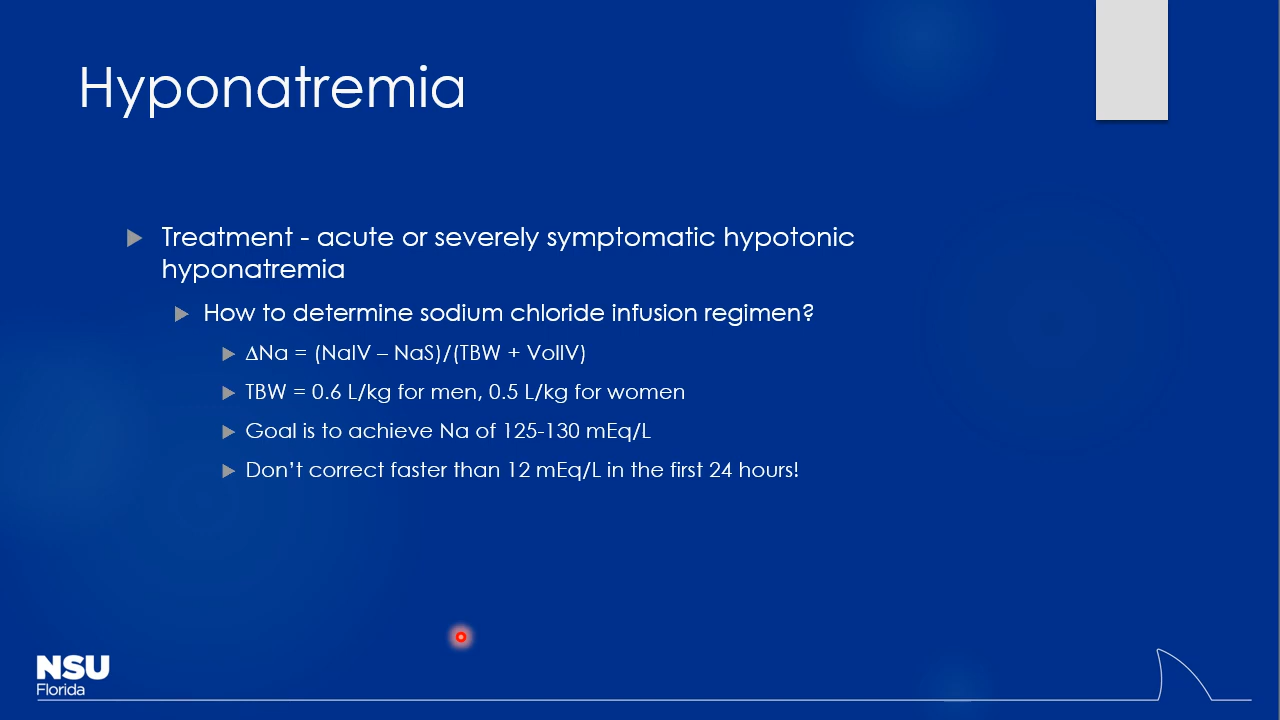 Hyponatremia
Treatment - acute or severely symptomatic hypotonic
hyponatremia
How to determine sodium chloride infusion regimen?
ΔNa = (NaIV – NaS)/(TBW + VolIV)
TBW = 0.6 L/kg for men, 0.5 L/kg for women
Goal is to achieve Na of 125-130 mEq/L
Don’t correct faster than 12 mEq/L in the first 24 hours!
NSU
Florida